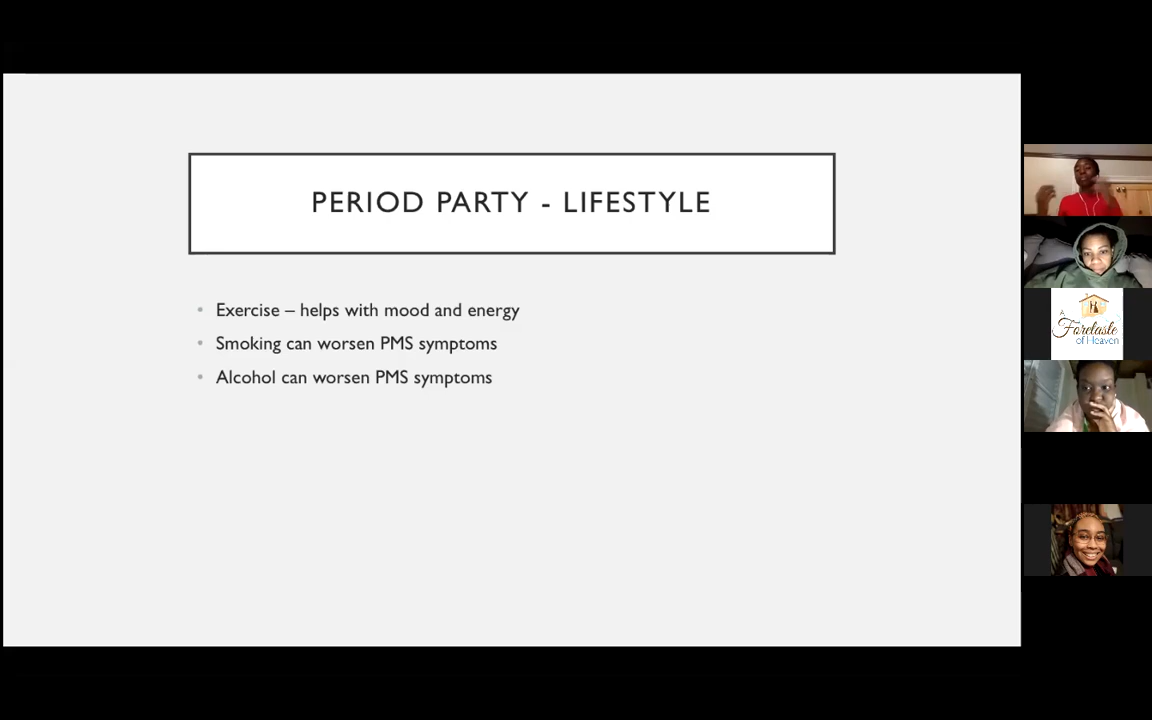 PERIOD PARTY - LIFESTYLE
• Exercise – helps with mood and energy
• Smoking can worsen PMS symptoms
• Alcohol can worsen PMS symptoms
A
Foretaste
of Heaven